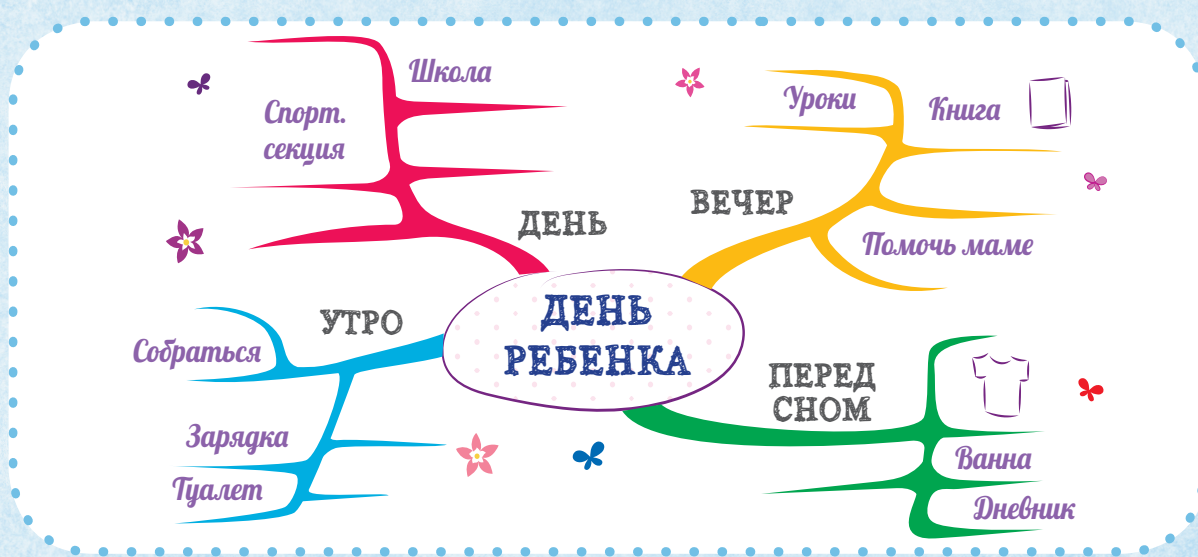 Школа
Спорт.
секция
ДЕНЬ
Уроки
Книга
ВЕЧЕР
Помочь маме
УТРО
Собраться
Зарядка
Туалет
ДЕНЬ
РЕБЕНКА
ПЕРЕД
СНОМ
Ванна
Дневник